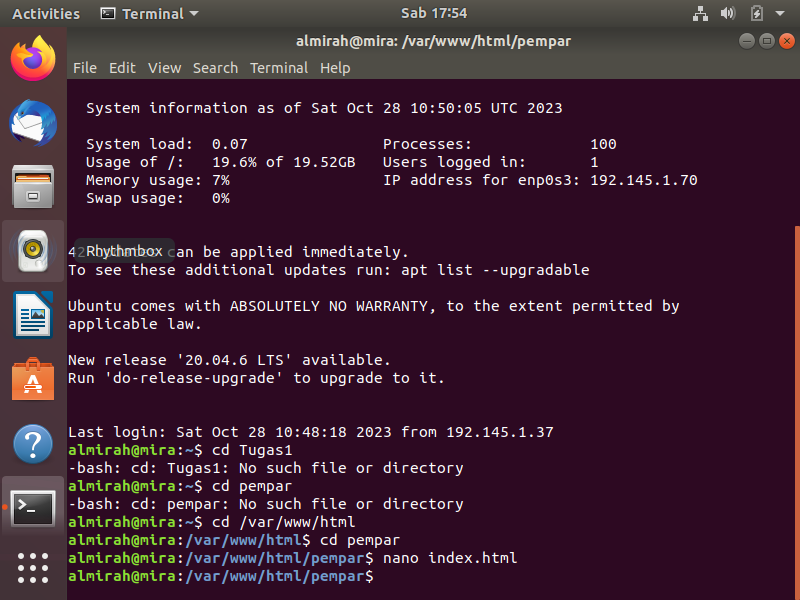 Activities Terminal Sab 17:54
almirah@mira: /var/www/html/pempar
File Edit View Search Terminal Help
System information as of Sat Oct 28 10:50:05 UTC 2023
System load: 0.07 Processes: 100
Usage of /: 19.6% of 19.52GB Users logged in: 1
Memory usage: 7% IP address for enp0s3: 192.145.1.70
Swap usage: 0%
Rhythmbox
can be applied immediately.
To see these additional updates run: apt list --upgradable
Ubuntu comes with ABSOLUTELY NO WARRANTY, to the extent permitted by
applicable law.
New release '20.04.6 LTS' available.
Run 'do-release-upgrade' to upgrade to it.
Last login: Sat Oct 28 10:48:18 2023 from 192.145.1.37
almirah@mira:~$ cd Tugas1
-bash: cd: Tugas1: No such file or directory
almirah@mira:~$ cd pempar
-bash: cd: pempar: No such file or directory
almirah@mira:~$ cd /var/www/html
almirah@mira:/var/www/html$ cd pempar
almirah@mira:/var/www/html/pempar$ nano index.html
almirah@mira:/var/www/html/pempar$